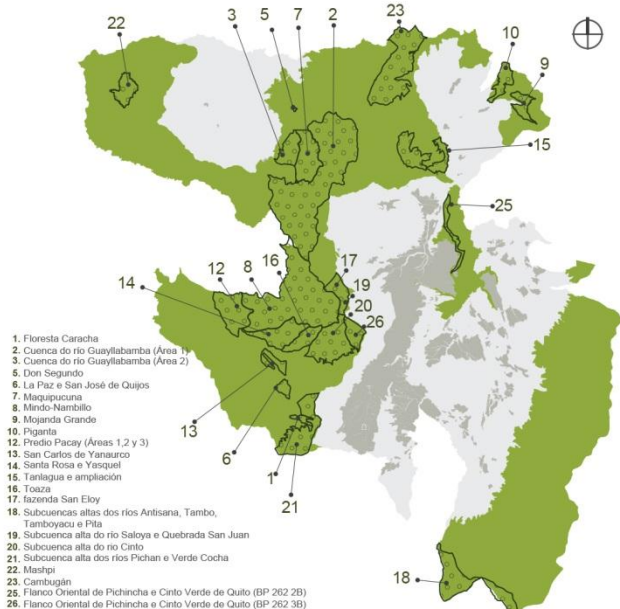 22
3
5
7
2
23
10
9
15
25
16
17
8
19
12
20
14
26
13
6
1
21
18
1. Floresta Caracha
2. Cuenca do río Guayllabamba (Área 1)
3. Cuenca do río Guayllabamba (Área 2)
5. Don Segundo
6. La Paz e San José de Quijos
7. Maquipucuna
8. Mindo-Nambillo
9. Mojanda Grande
10. Piganta
12. Predio Pacay (Áreas 1,2 y 3)
13. San Carlos de Yanaurco
14. Santa Rosa e Yasquel
15. Tanlagua e ampliación
16. Toaza
17. fazenda San Eloy
18. Subcuencas altas dos ríos Antisana, Tambo,
Tamboyacu e Pita
19. Subcuenca alta do río Saloya e Quebrada San Juan
20. Subcuenca alta do río Cinto
21. Subcuenca alta dos ríos Pichan e Verde Cocha
22. Mashpi
23. Cambugán
25. Flanco Oriental de Pichincha e Cinto Verde de Quito (BP 262 2B)
26. Flanco Oriental de Pichincha e Cinto Verde de Quito (BP 262 3B)